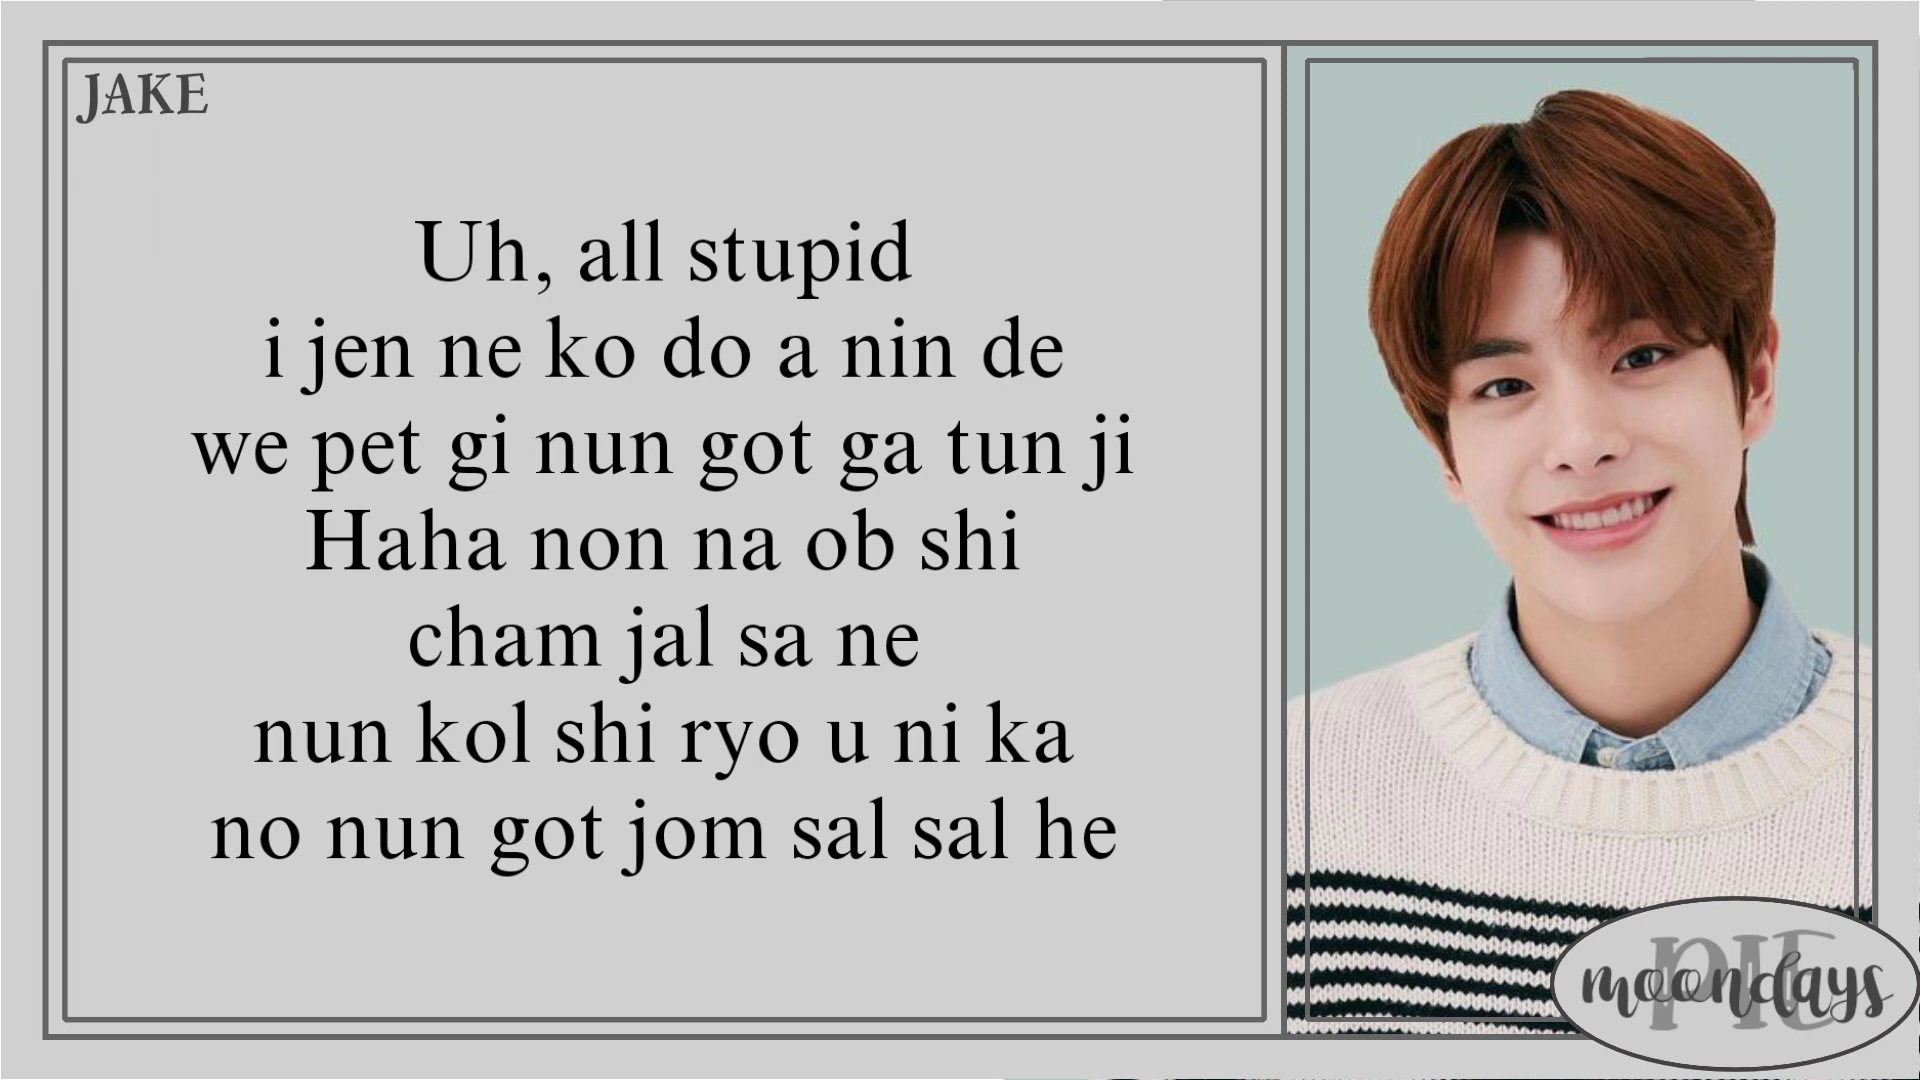 JAKE
Uh, all stupid
i jen ne ko do a nin de
we pet gi nun got ga tun ji
Haha non na ob shi
cham jal sa ne
nun kol shi ryo u ni ka
no nun got jom sal sal he
PIE
moondays